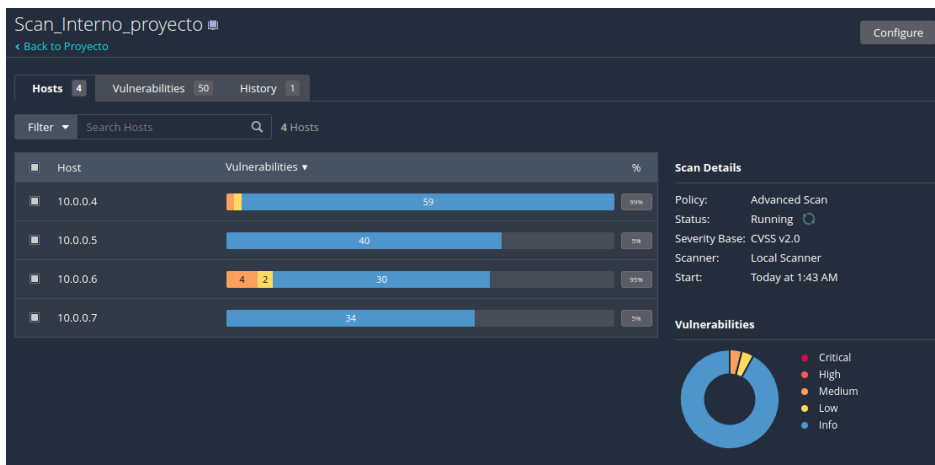 Scan_Interno_proyecto
Configure
Back to Proyecto
Hosts 4 Vulnerabilities 50 History 1
Filter Search Hosts 4 Hosts
Host Vulnerabilities %
10.0.0.4 59 99%
10.0.0.5 40 5%
10.0.0.6 4 2 30 95%
10.0.0.7 34 5%
Scan Details
Policy: Advanced Scan
Status: Running
Severity Base: CVSS v2.0
Scanner: Local Scanner
Start: Today at 1:43 AM
Vulnerabilities
Critical
High
Medium
Low
Info